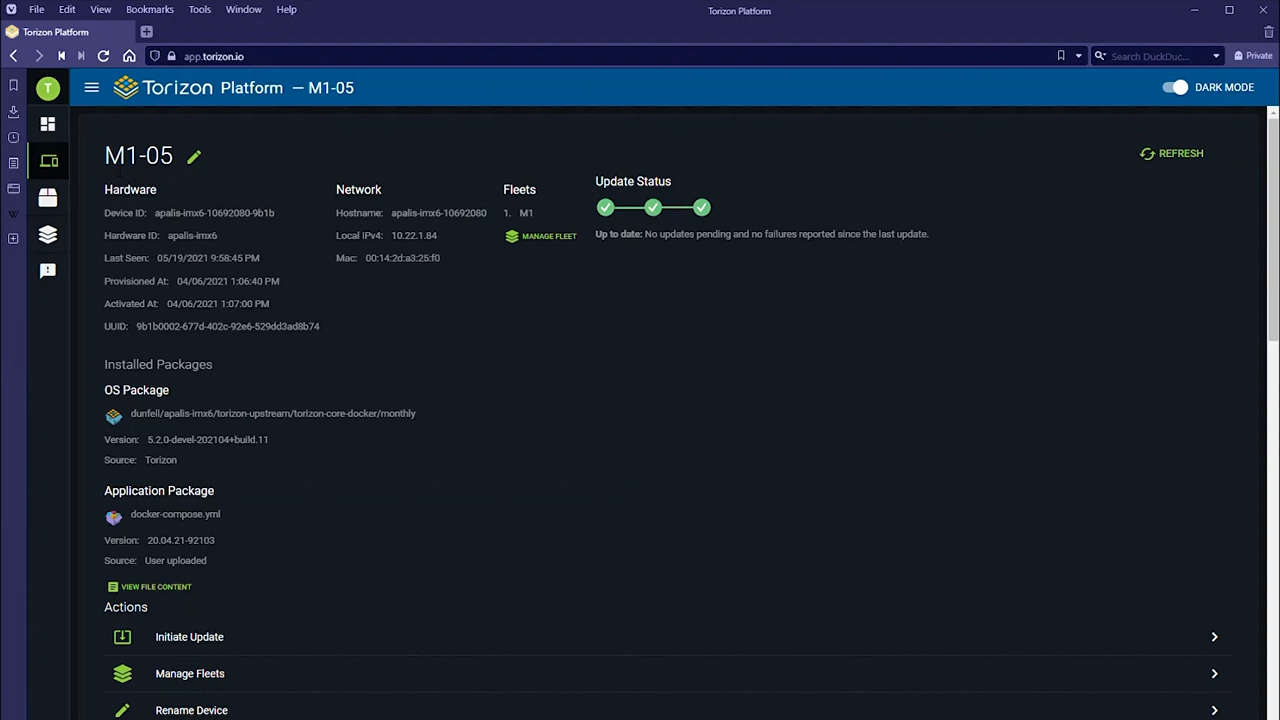 File Edit View Bookmarks Tools Window Help
Torizon Platform
Torizon Platform
app.torizon.io
Search DuckDuc...
Private
T
Torizon Platform — M1-05
DARK MODE
M1-05
REFRESH
Hardware
Device ID: apalis-imx6-10692080-9b1b
Hardware ID: apalis-imx6
Last Seen: 05/19/2021 9:58:45 PM
Provisioned At: 04/06/2021 1:06:40 PM
Activated At: 04/06/2021 1:07:00 PM
UUID: 9b1b0002-677d-402c-92e6-529dd3ad8b74
Network
Hostname: apalis-imx6-10692080
Local IPv4: 10.22.1.84
Mac: 00:14:2d:a3:25:f0
Fleets
1. M1
MANAGE FLEET
Update Status
Up to date: No updates pending and no failures reported since the last update.
Installed Packages
OS Package
dunfell/apalis-imx6/torizon-upstream/torizon-core-docker/monthly
Version: 5.2.0-devel-202104+build.11
Source: Torizon
Application Package
docker-compose.yml
Version: 20.04.21-92103
Source: User uploaded
VIEW FILE CONTENT
Actions
Initiate Update
Manage Fleets
Rename Device